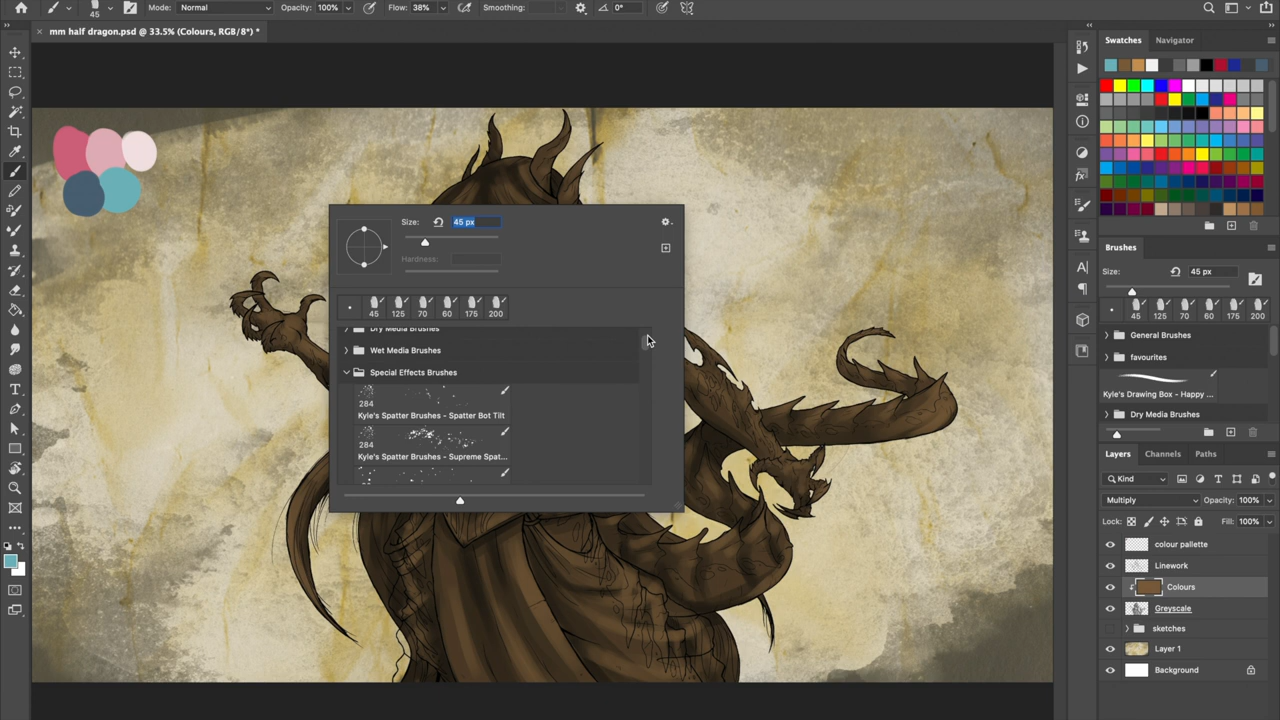 45
Mode: Normal
Opacity: 100%
Flow: 38%
Smoothing:
0°
mm half dragon.psd @ 33.5% (Colours, RGB/8*) *
Size: 45 px
Hardness:
45 125 70 60 175 200
Dry Media Brushes
Wet Media Brushes
Special Effects Brushes
284
Kyle's Spatter Brushes - Spatter Bot Tilt
284
Kyle's Spatter Brushes - Supreme Spat...
T
A
Swatches Navigator
Brushes
Size: 45 px
45 125 70 60 175 200
General Brushes
favourites
Kyle's Drawing Box - Happy ...
Dry Media Brushes
Layers Channels Paths
Kind
Multiply Opacity: 100%
Lock: Fill: 100%
colour pallette
Linework
Colours
Greyscale
sketches
Layer 1
Background